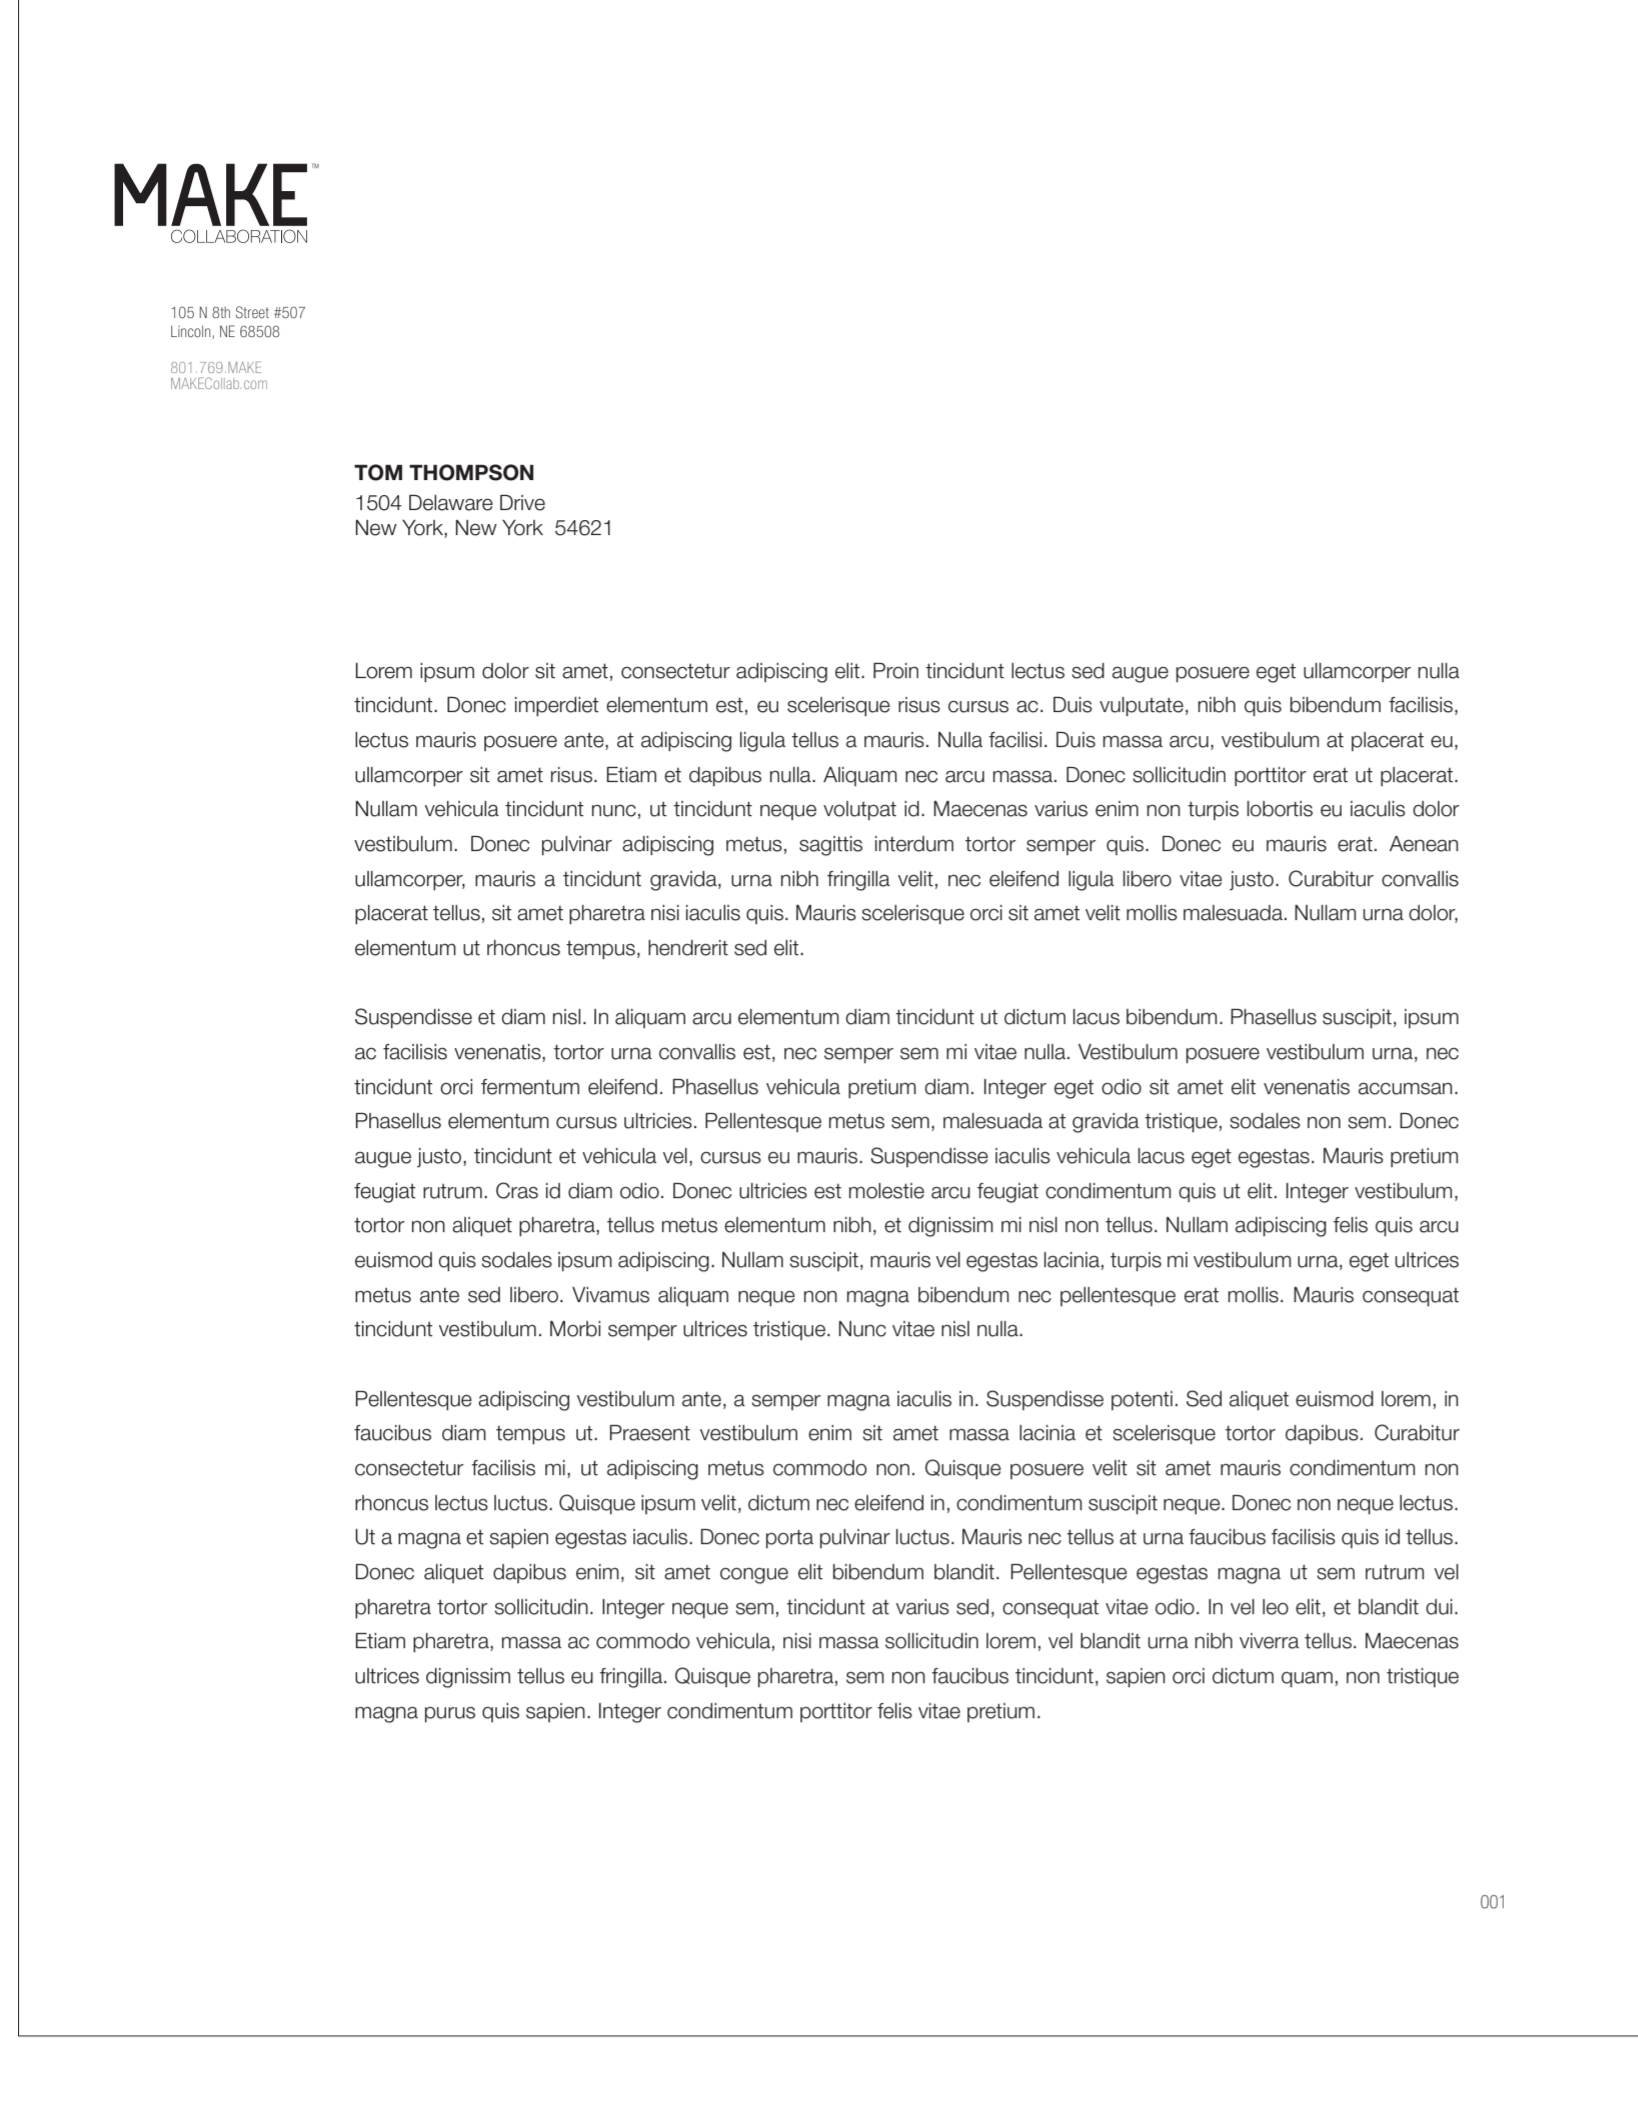 MAKE™
COLLABORATION
105 N 8th Street #507
Lincoln, NE 68508
801.769.MAKE
MAKECollab.com
TOM THOMPSON
1504 Delaware Drive
New York, New York  54621
Lorem ipsum dolor sit amet, consectetur adipiscing elit. Proin tincidunt lectus sed augue posuere eget ullamcorper nulla
tincidunt. Donec imperdiet elementum est, eu scelerisque risus cursus ac. Duis vulputate, nibh quis bibendum facilisis,
lectus mauris posuere ante, at adipiscing ligula tellus a mauris. Nulla facilisi. Duis massa arcu, vestibulum at placerat eu,
ullamcorper sit amet risus. Etiam et dapibus nulla. Aliquam nec arcu massa. Donec sollicitudin porttitor erat ut placerat.
Nullam vehicula tincidunt nunc, ut tincidunt neque volutpat id. Maecenas varius enim non turpis lobortis eu iaculis dolor
vestibulum. Donec pulvinar adipiscing metus, sagittis interdum tortor semper quis. Donec eu mauris erat. Aenean
ullamcorper, mauris a tincidunt gravida, urna nibh fringilla velit, nec eleifend ligula libero vitae justo. Curabitur convallis
placerat tellus, sit amet pharetra nisi iaculis quis. Mauris scelerisque orci sit amet velit mollis malesuada. Nullam urna dolor,
elementum ut rhoncus tempus, hendrerit sed elit.
Suspendisse et diam nisl. In aliquam arcu elementum diam tincidunt ut dictum lacus bibendum. Phasellus suscipit, ipsum
ac facilisis venenatis, tortor urna convallis est, nec semper sem mi vitae nulla. Vestibulum posuere vestibulum urna, nec
tincidunt orci fermentum eleifend. Phasellus vehicula pretium diam. Integer eget odio sit amet elit venenatis accumsan.
Phasellus elementum cursus ultricies. Pellentesque metus sem, malesuada at gravida tristique, sodales non sem. Donec
augue justo, tincidunt et vehicula vel, cursus eu mauris. Suspendisse iaculis vehicula lacus eget egestas. Mauris pretium
feugiat rutrum. Cras id diam odio. Donec ultricies est molestie arcu feugiat condimentum quis ut elit. Integer vestibulum,
tortor non aliquet pharetra, tellus metus elementum nibh, et dignissim mi nisl non tellus. Nullam adipiscing felis quis arcu
euismod quis sodales ipsum adipiscing. Nullam suscipit, mauris vel egestas lacinia, turpis mi vestibulum urna, eget ultrices
metus ante sed libero. Vivamus aliquam neque non magna bibendum nec pellentesque erat mollis. Mauris consequat
tincidunt vestibulum. Morbi semper ultrices tristique. Nunc vitae nisl nulla.
Pellentesque adipiscing vestibulum ante, a semper magna iaculis in. Suspendisse potenti. Sed aliquet euismod lorem, in
faucibus diam tempus ut. Praesent vestibulum enim sit amet massa lacinia et scelerisque tortor dapibus. Curabitur
consectetur facilisis mi, ut adipiscing metus commodo non. Quisque posuere velit sit amet mauris condimentum non
rhoncus lectus luctus. Quisque ipsum velit, dictum nec eleifend in, condimentum suscipit neque. Donec non neque lectus.
Ut a magna et sapien egestas iaculis. Donec porta pulvinar luctus. Mauris nec tellus at urna faucibus facilisis quis id tellus.
Donec aliquet dapibus enim, sit amet congue elit bibendum blandit. Pellentesque egestas magna ut sem rutrum vel
pharetra tortor sollicitudin. Integer neque sem, tincidunt at varius sed, consequat vitae odio. In vel leo elit, et blandit dui.
Etiam pharetra, massa ac commodo vehicula, nisi massa sollicitudin lorem, vel blandit urna nibh viverra tellus. Maecenas
ultrices dignissim tellus eu fringilla. Quisque pharetra, sem non faucibus tincidunt, sapien orci dictum quam, non tristique
magna purus quis sapien. Integer condimentum porttitor felis vitae pretium.
001